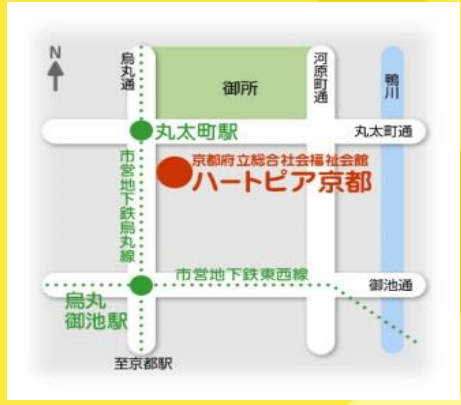 N
烏丸通
御所
河原町通
鴨川
丸太町駅
丸太町通
京都府立総合社会福祉会館
ハートピア京都
市営地下鉄烏丸線
市営地下鉄東西線
御池通
烏丸
御池駅
至京都駅